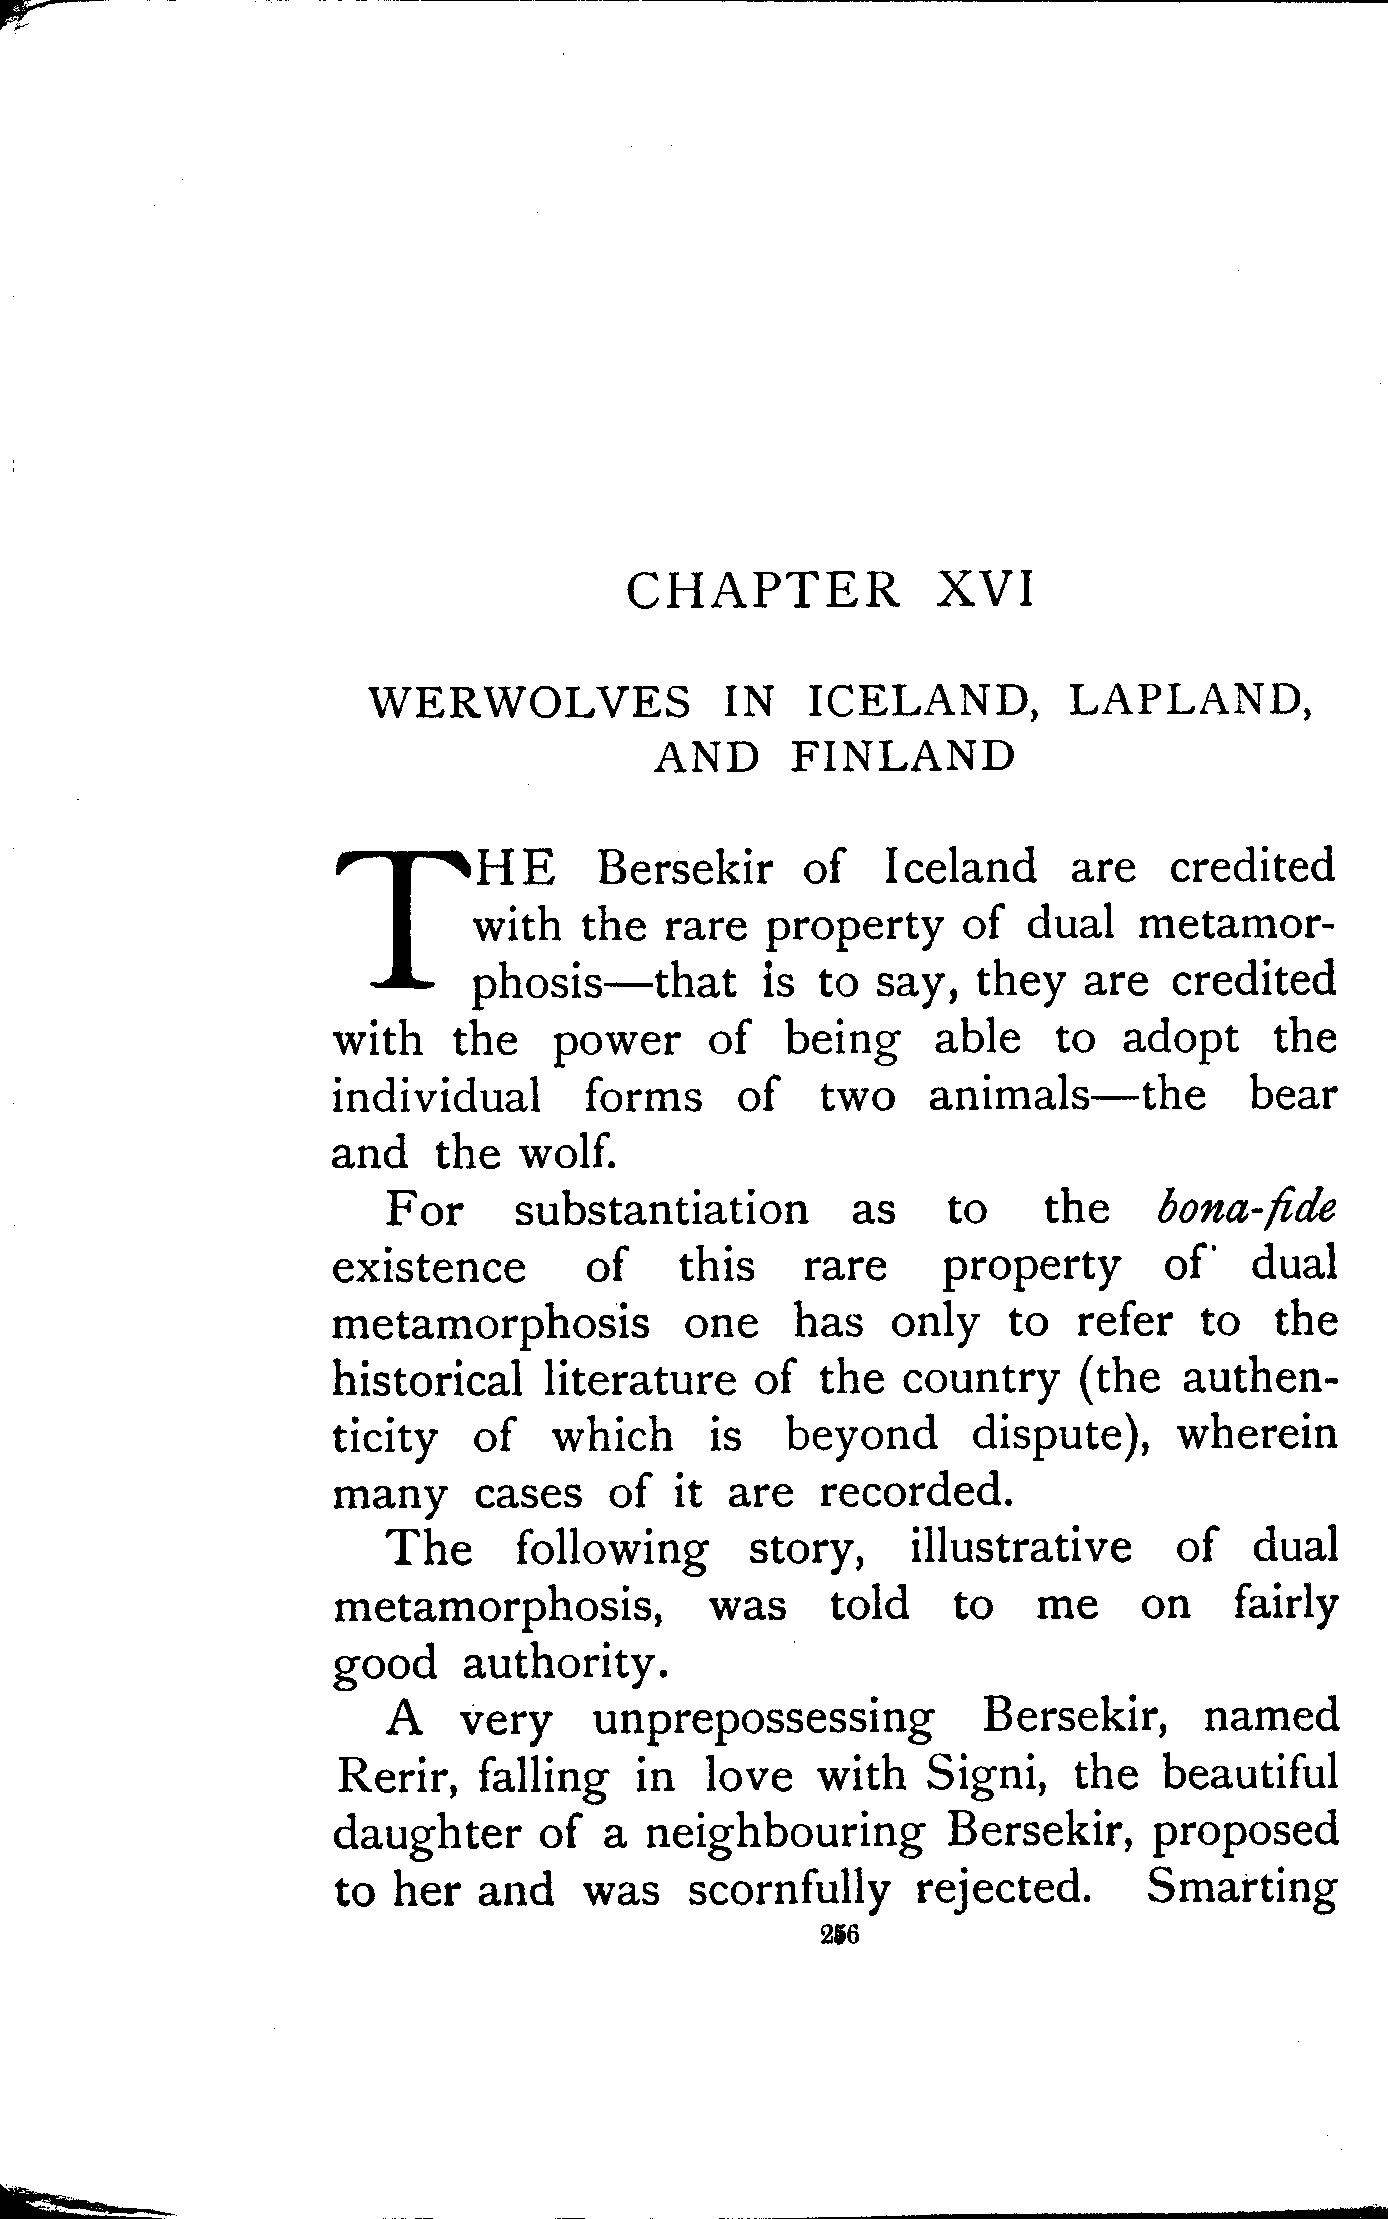 CHAPTER XVI
WERWOLVES IN ICELAND, LAPLAND,
AND FINLAND
THE Bersekir of Iceland are credited
with the rare property of dual metamor-
phosis—that is to say, they are credited
with the power of being able to adopt the
individual forms of two animals—the bear
and the wolf.
For substantiation as to the bona-fide
existence of this rare property of dual
metamorphosis one has only to refer to the
historical literature of the country (the authen-
ticity of which is beyond dispute), wherein
many cases of it are recorded.
The following story, illustrative of dual
metamorphosis, was told to me on fairly
good authority.
A very unprepossessing Bersekir, named
Rerir, falling in love with Signi, the beautiful
daughter of a neighbouring Bersekir, proposed
to her and was scornfully rejected. Smarting
256